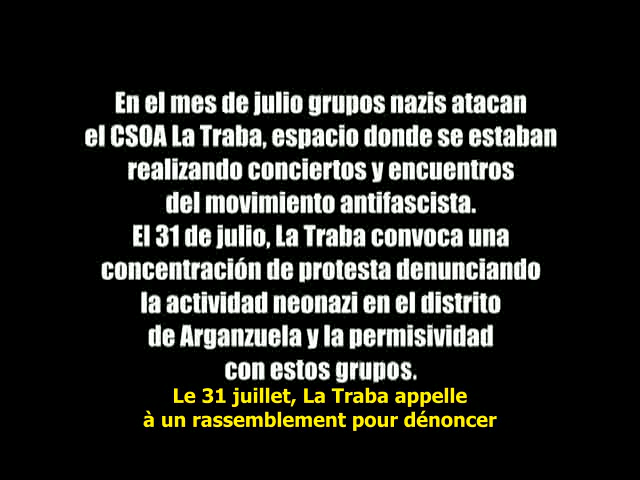 En el mes de julio grupos nazis atacan
el CSOA La Traba, espacio donde se estaban
realizando conciertos y encuentros
del movimiento antifascista.
El 31 de julio, La Traba convoca una
concentración de protesta denunciando
la actividad neonazi en el distrito
de Arganzuela y la permisividad
con estos grupos.
Le 31 juillet, La Traba appelle
à un rassemblement pour dénoncer